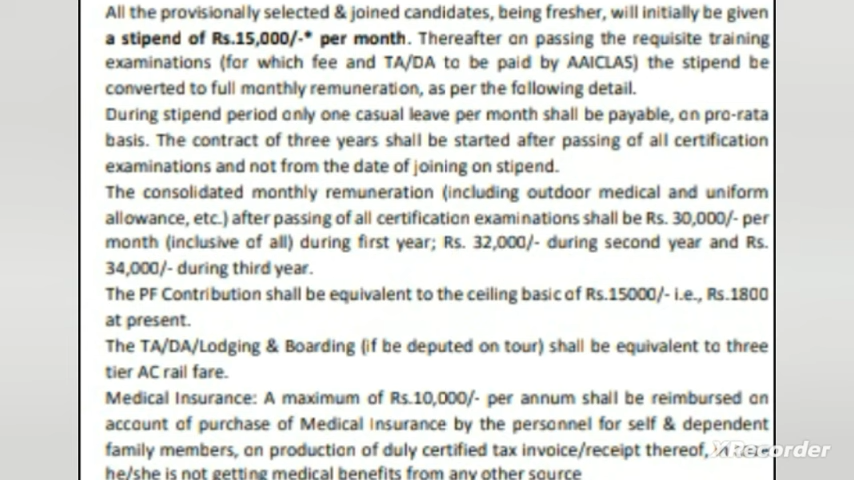 All the provisionally selected & joined candidates, being fresher, will initially be given
a stipend of Rs.15,000/-* per month. Thereafter on passing the requisite training
examinations (for which fee and TA/DA to be paid by AAICLAS) the stipend be
converted to full monthly remuneration, as per the following detail.
During stipend period only one casual leave per month shall be payable, on pro-rata
basis. The contract of three years shall be started after passing of all certification
examinations and not from the date of joining on stipend.
The consolidated monthly remuneration (including outdoor medical and uniform
allowance, etc.) after passing of all certification examinations shall be Rs. 30,000/- per
month (inclusive of all) during first year; Rs. 32,000/- during second year and Rs.
34,000/- during third year.
The PF Contribution shall be equivalent to the ceiling basic of Rs.15000/- i.e., Rs.1800
at present.
The TA/DA/Lodging & Boarding (if be deputed on tour) shall be equivalent to three
tier AC rail fare.
Medical Insurance: A maximum of Rs.10,000/- per annum shall be reimbursed on
account of purchase of Medical Insurance by the personnel for self & dependent
family members, on production of duly certified tax invoice/receipt thereof,
XRecorder
he/she is not getting medical benefits from any other source